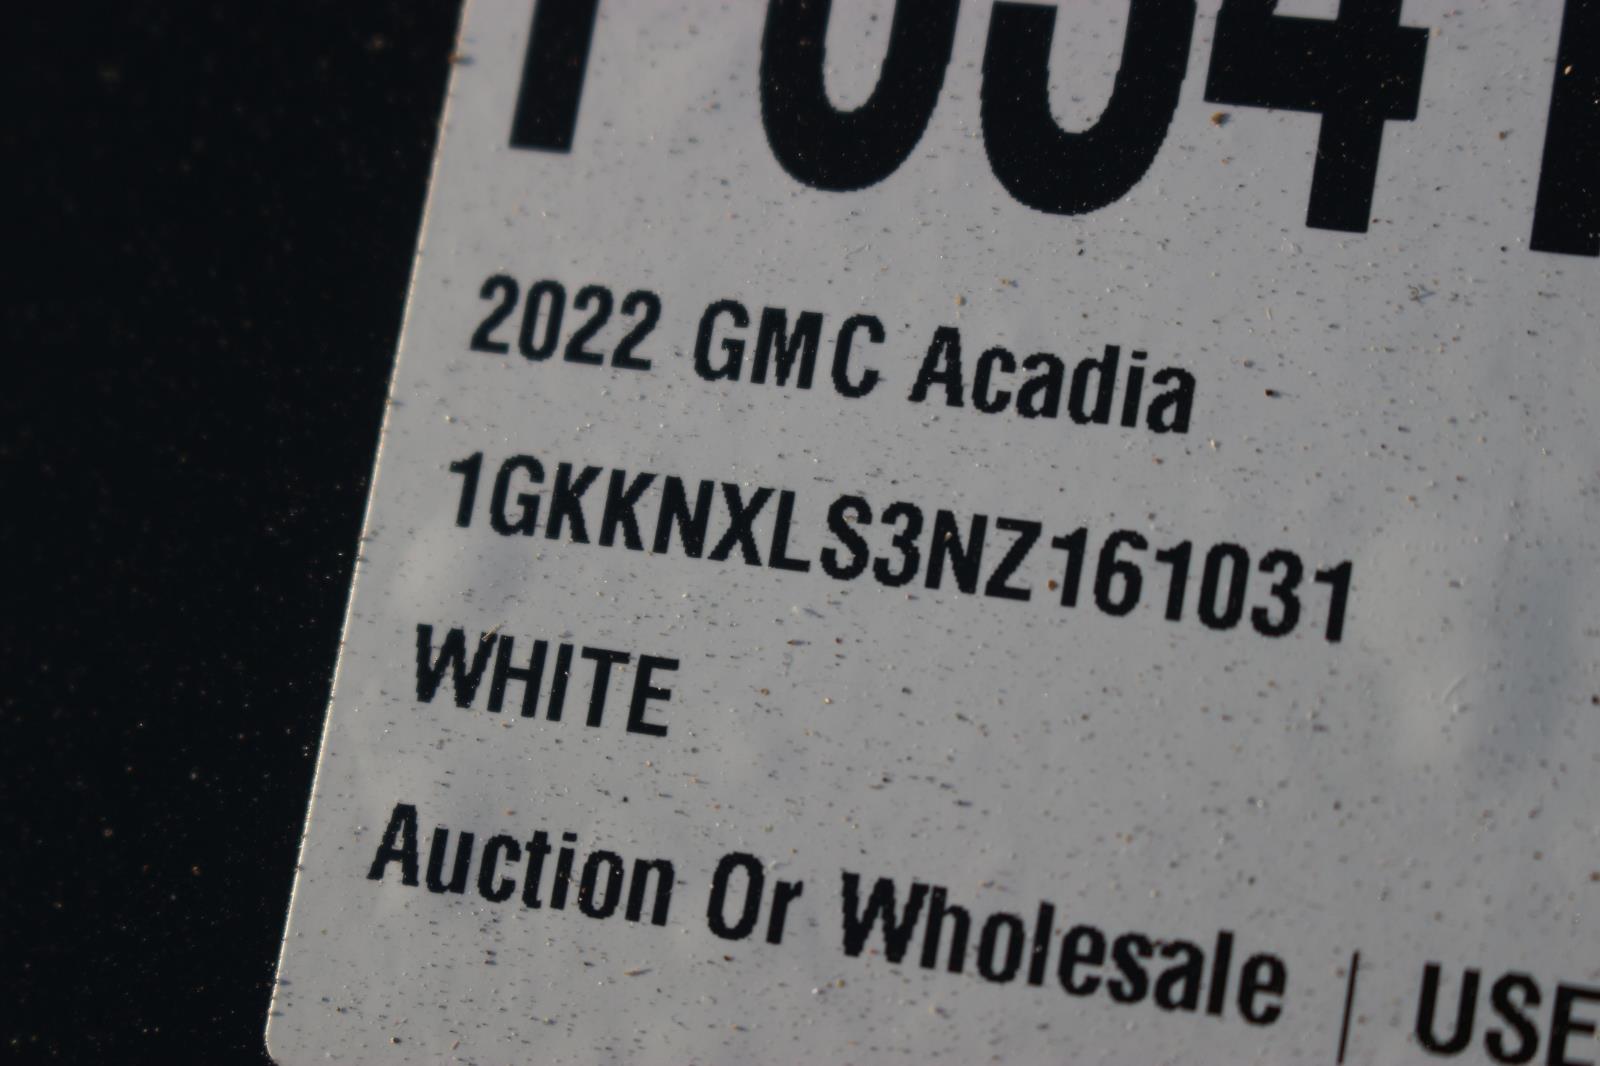 2022 GMC Acadia
1GKKNXLS3NZ161031
WHITE
Auction Or Wholesale | USE